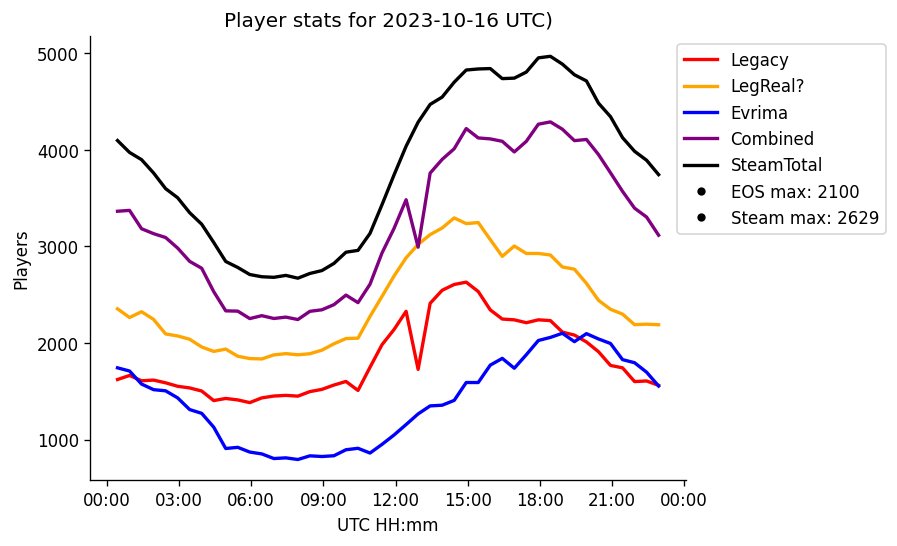 Player stats for 2023-10-16 UTC)
Legacy
LegReal?
Evrima
Combined
SteamTotal
EOS max: 2100
Steam max: 2629
Players
5000
4000
3000
2000
1000
00:00 03:00 06:00 09:00 12:00 15:00 18:00 21:00 00:00
UTC HH:mm